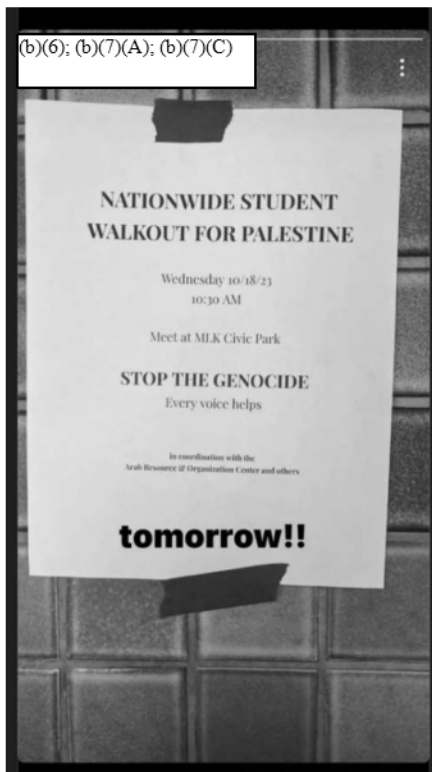 (b)(6); (b)(7)(A); (b)(7)(C)
NATIONWIDE STUDENT
WALKOUT FOR PALESTINE
Wednesday 10/18/23
10:30 AM
Meet at MLK Civic Park
STOP THE GENOCIDE
Every voice helps
in coordination with the
Arab Resource & Organization Center and others
tomorrow!!